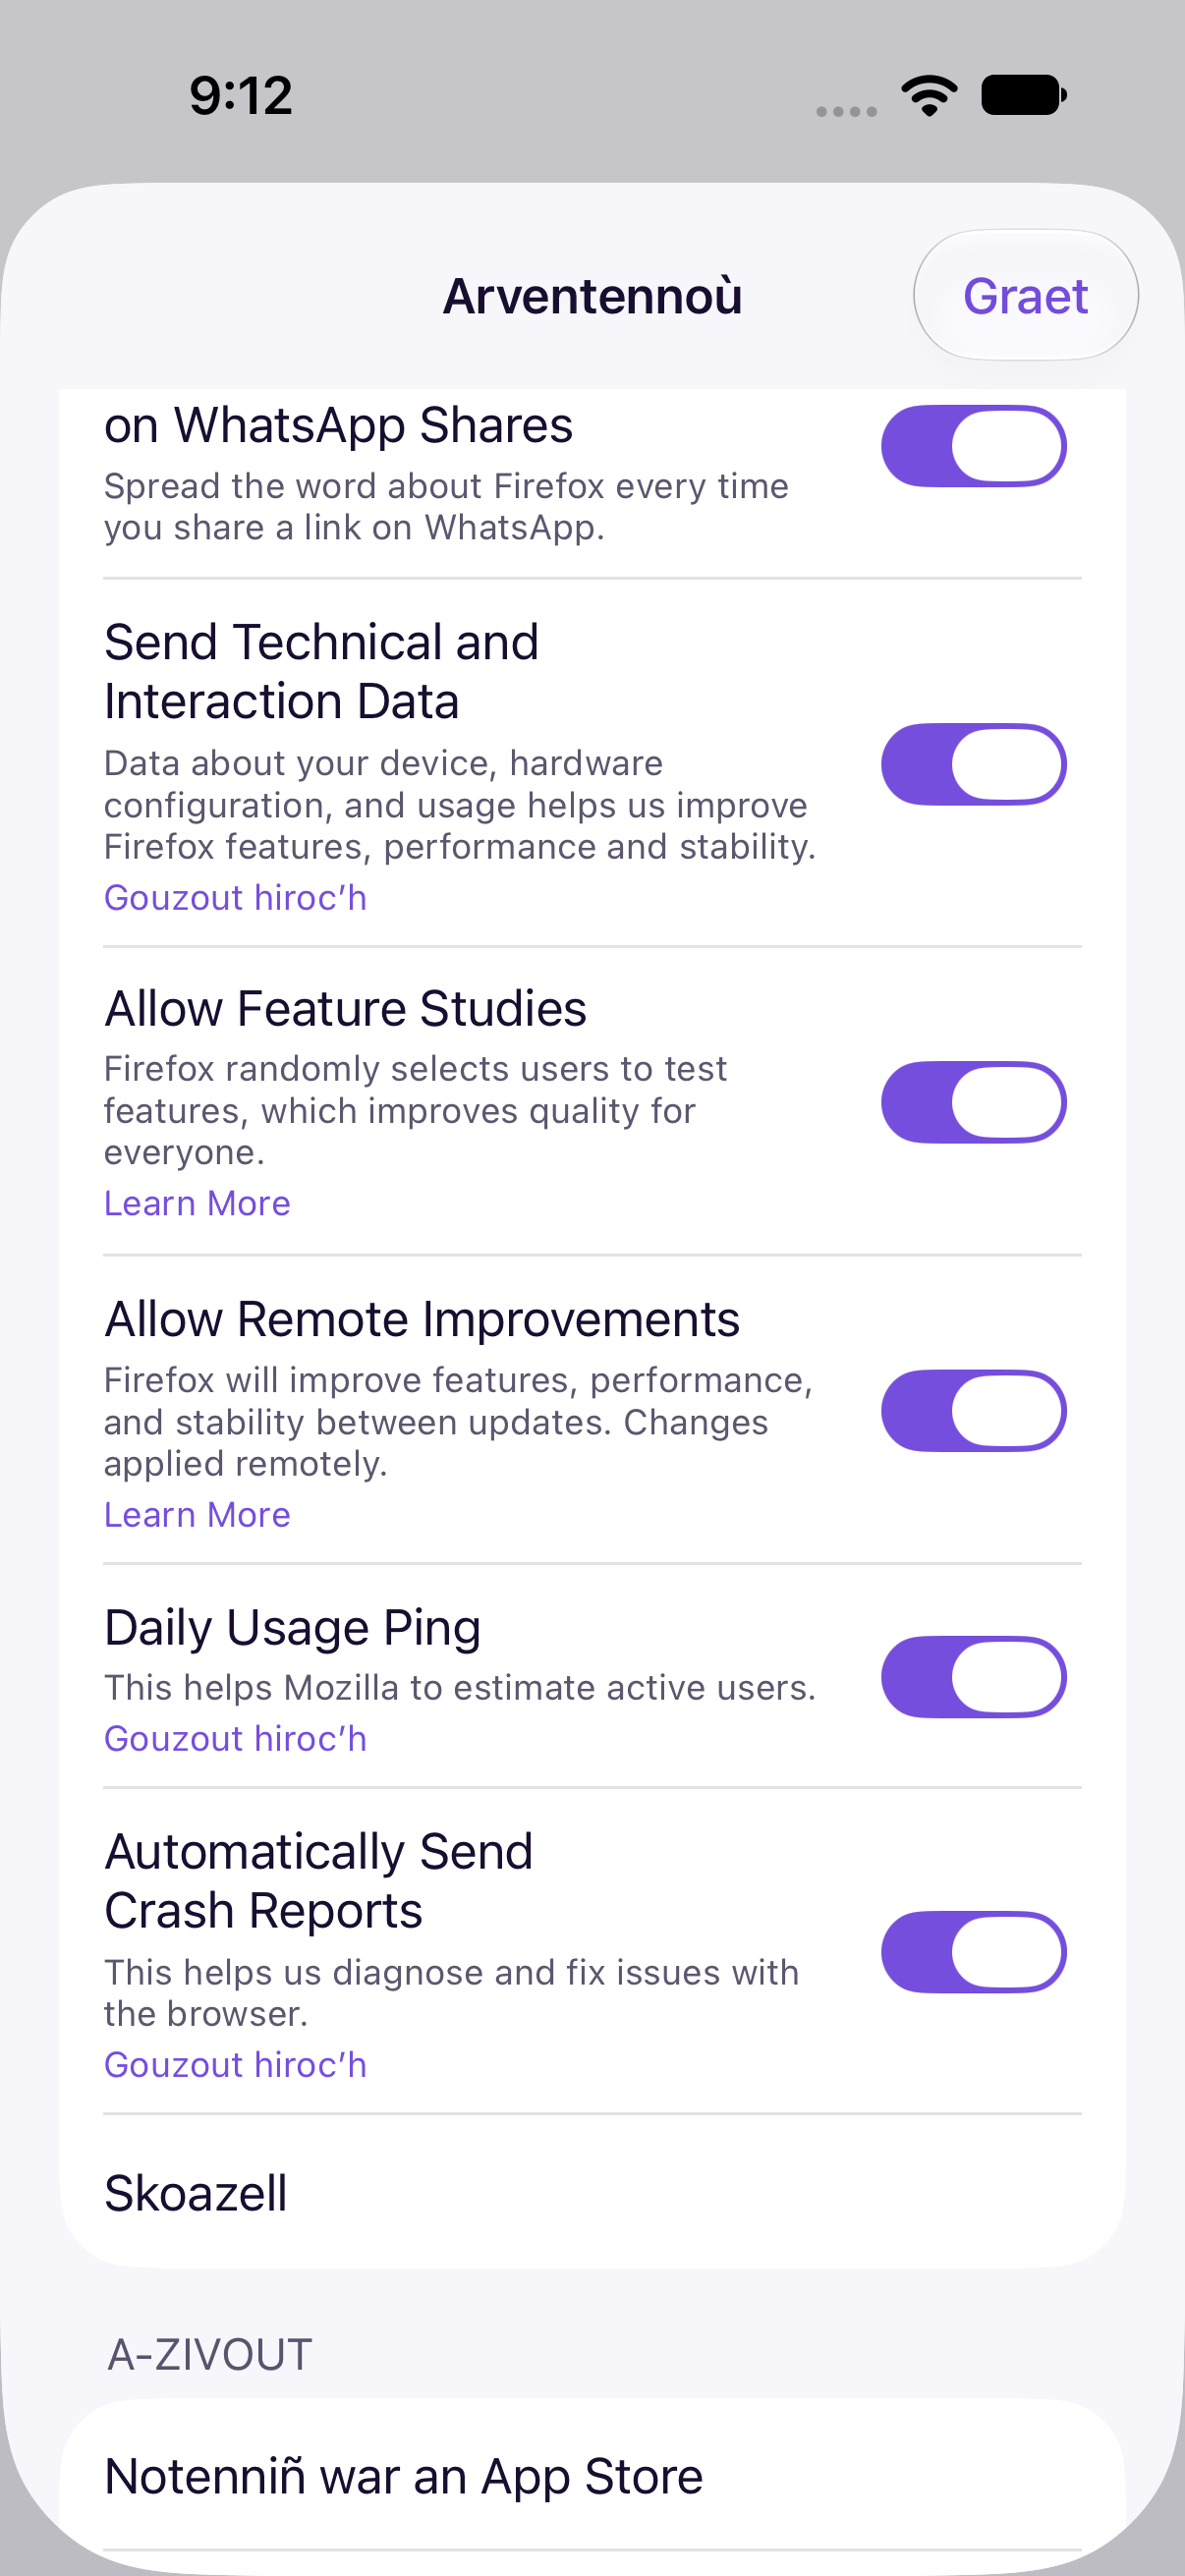 9:12
Arventennoù
Graet
on WhatsApp Shares
Spread the word about Firefox every time
you share a link on WhatsApp.
Send Technical and
Interaction Data
Data about your device, hardware
configuration, and usage helps us improve
Firefox features, performance and stability.
Gouzout hiroc’h
Allow Feature Studies
Firefox randomly selects users to test
features, which improves quality for
everyone.
Learn More
Allow Remote Improvements
Firefox will improve features, performance,
and stability between updates. Changes
applied remotely.
Learn More
Daily Usage Ping
This helps Mozilla to estimate active users.
Gouzout hiroc’h
Automatically Send
Crash Reports
This helps us diagnose and fix issues with
the browser.
Gouzout hiroc’h
Skoazell
A-ZIVOUT
Notenniñ war an App Store